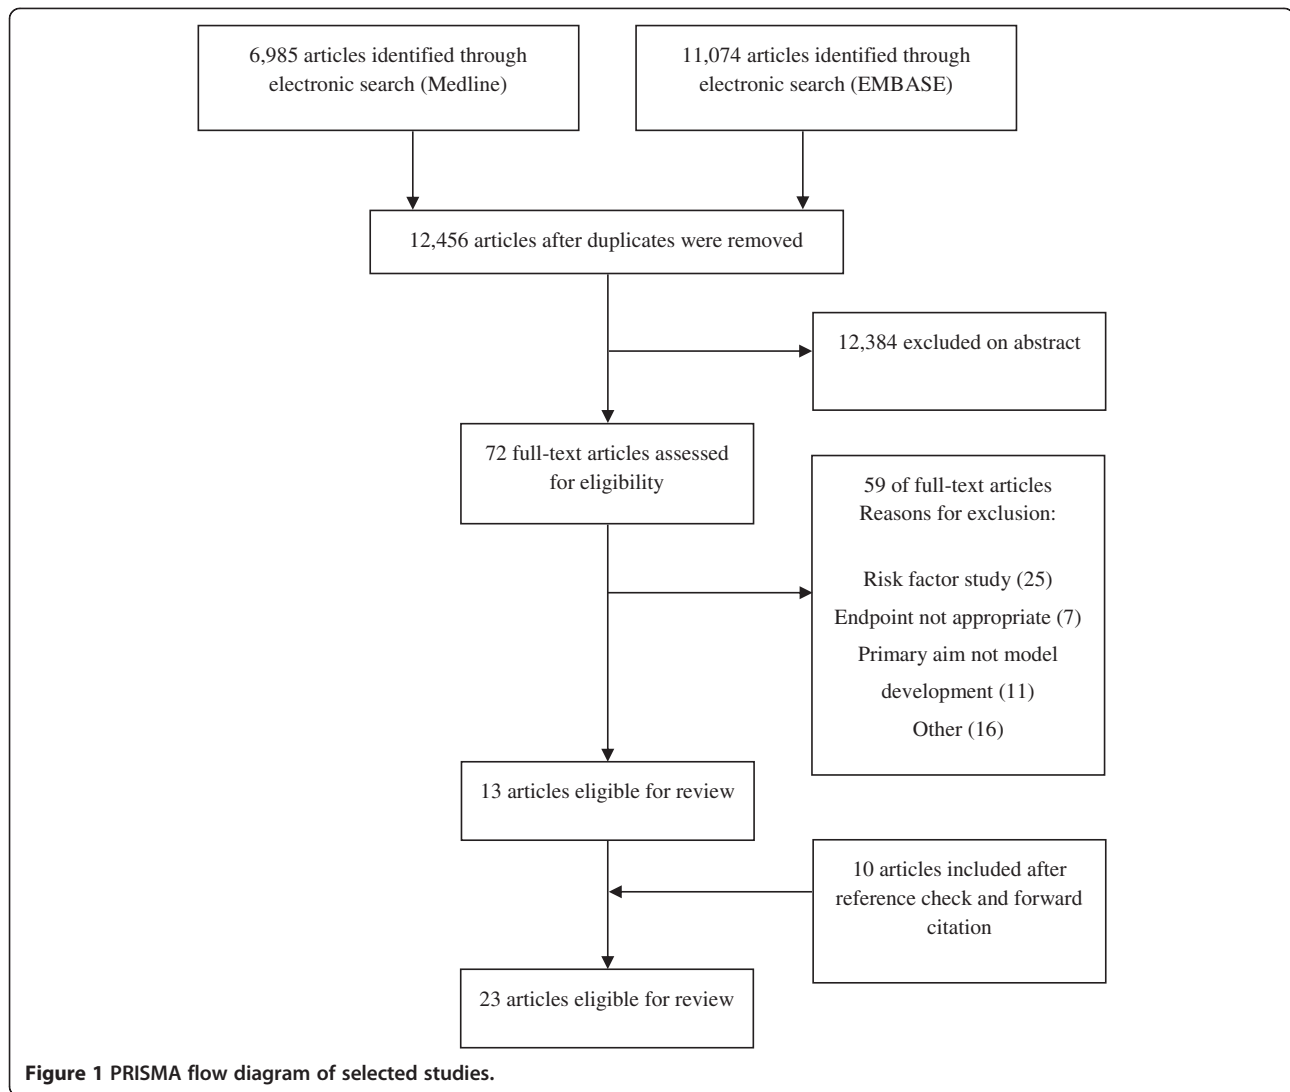 6,985 articles identified through
electronic search (Medline)
11,074 articles identified through
electronic search (EMBASE)
12,456 articles after duplicates were removed
12,384 excluded on abstract
72 full-text articles assessed
for eligibility
59 of full-text articles
Reasons for exclusion:
Risk factor study (25)
Endpoint not appropriate (7)
Primary aim not model
development (11)
Other (16)
13 articles eligible for review
10 articles included after
reference check and forward
citation
23 articles eligible for review
Figure 1 PRISMA flow diagram of selected studies.